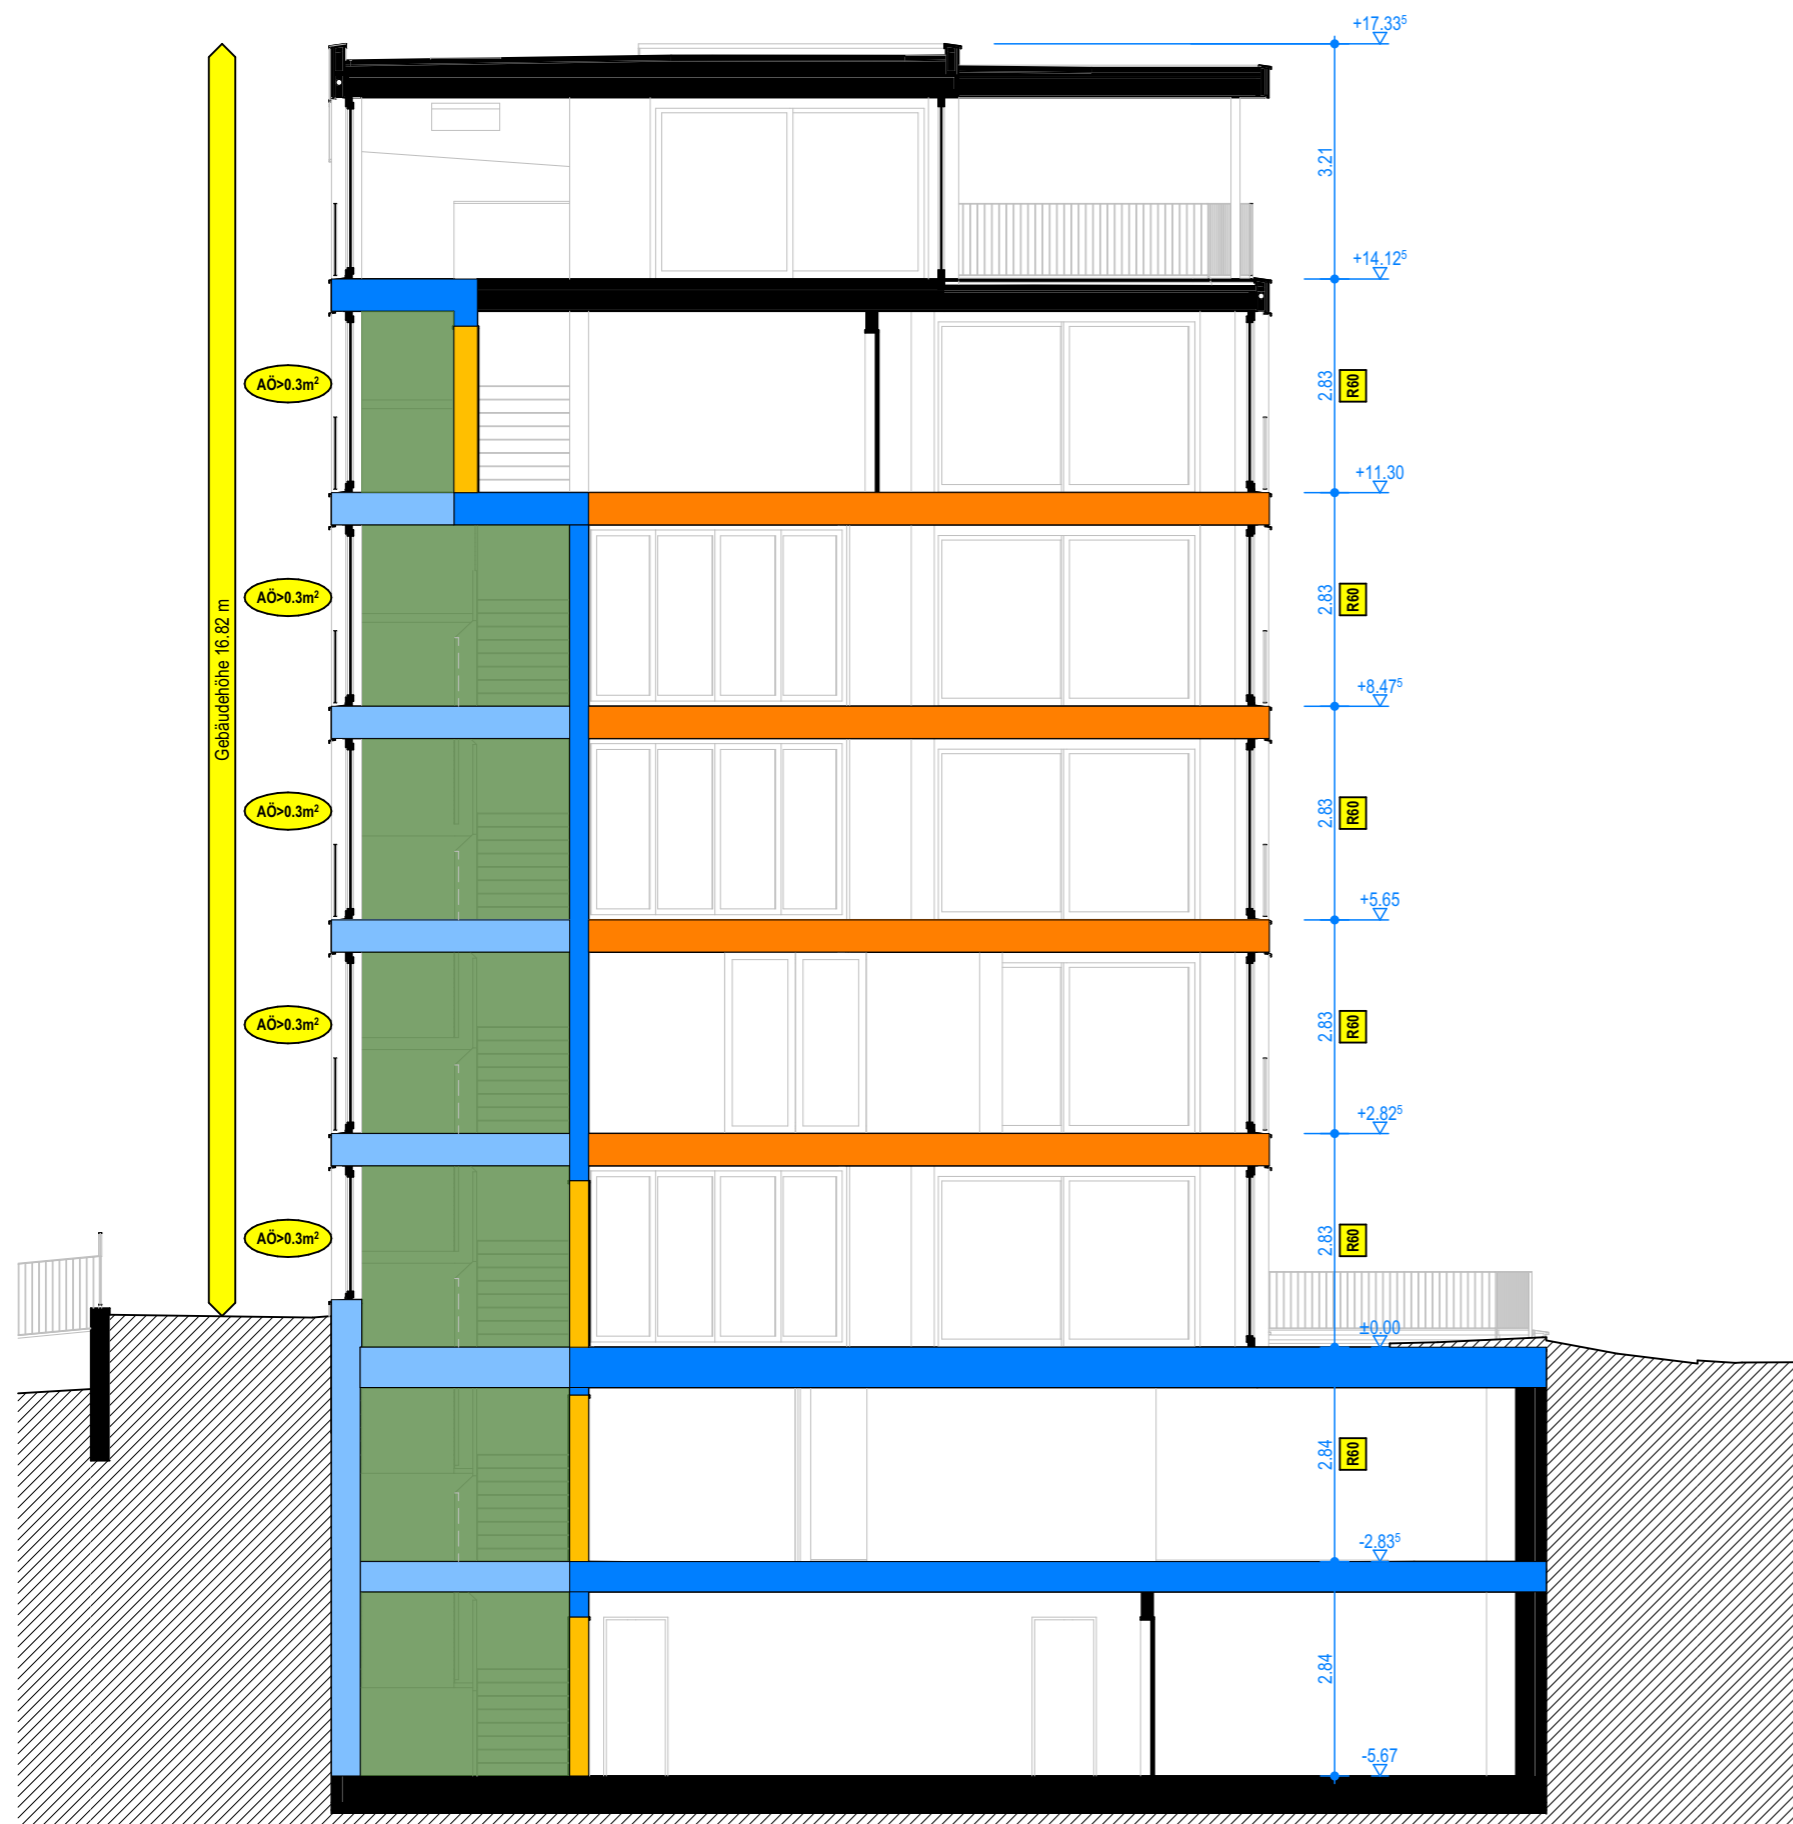 +17.33⁵
3.21
+14.12⁵
AÖ>0.3m²
2.83
R60
+11.30
AÖ>0.3m²
2.83
R60
Gebäudehöhe 16.82 m
+8.47⁵
AÖ>0.3m²
2.83
R60
+5.65
AÖ>0.3m²
2.83
R60
+2.82⁵
AÖ>0.3m²
2.83
R60
±0.00
2.84
R60
-2.83⁵
2.84
-5.67